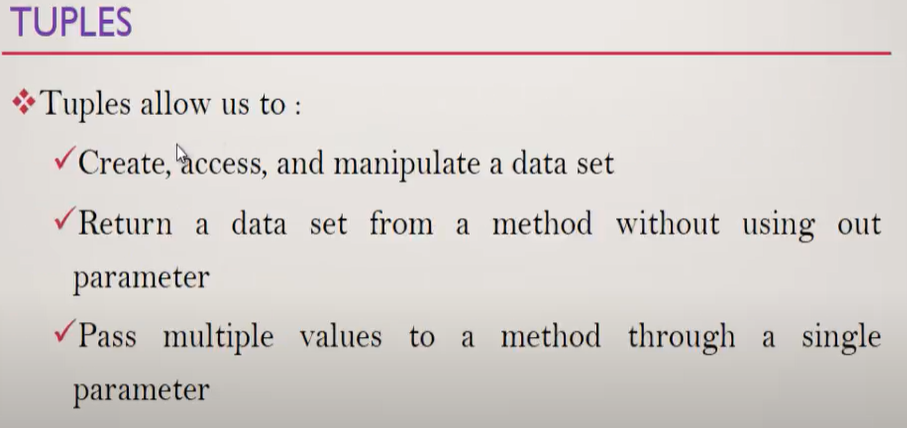 TUPLES
Tuples allow us to :
Create, access, and manipulate a data set
Return a data set from a method without using out
parameter
Pass multiple values to a method through a single
parameter